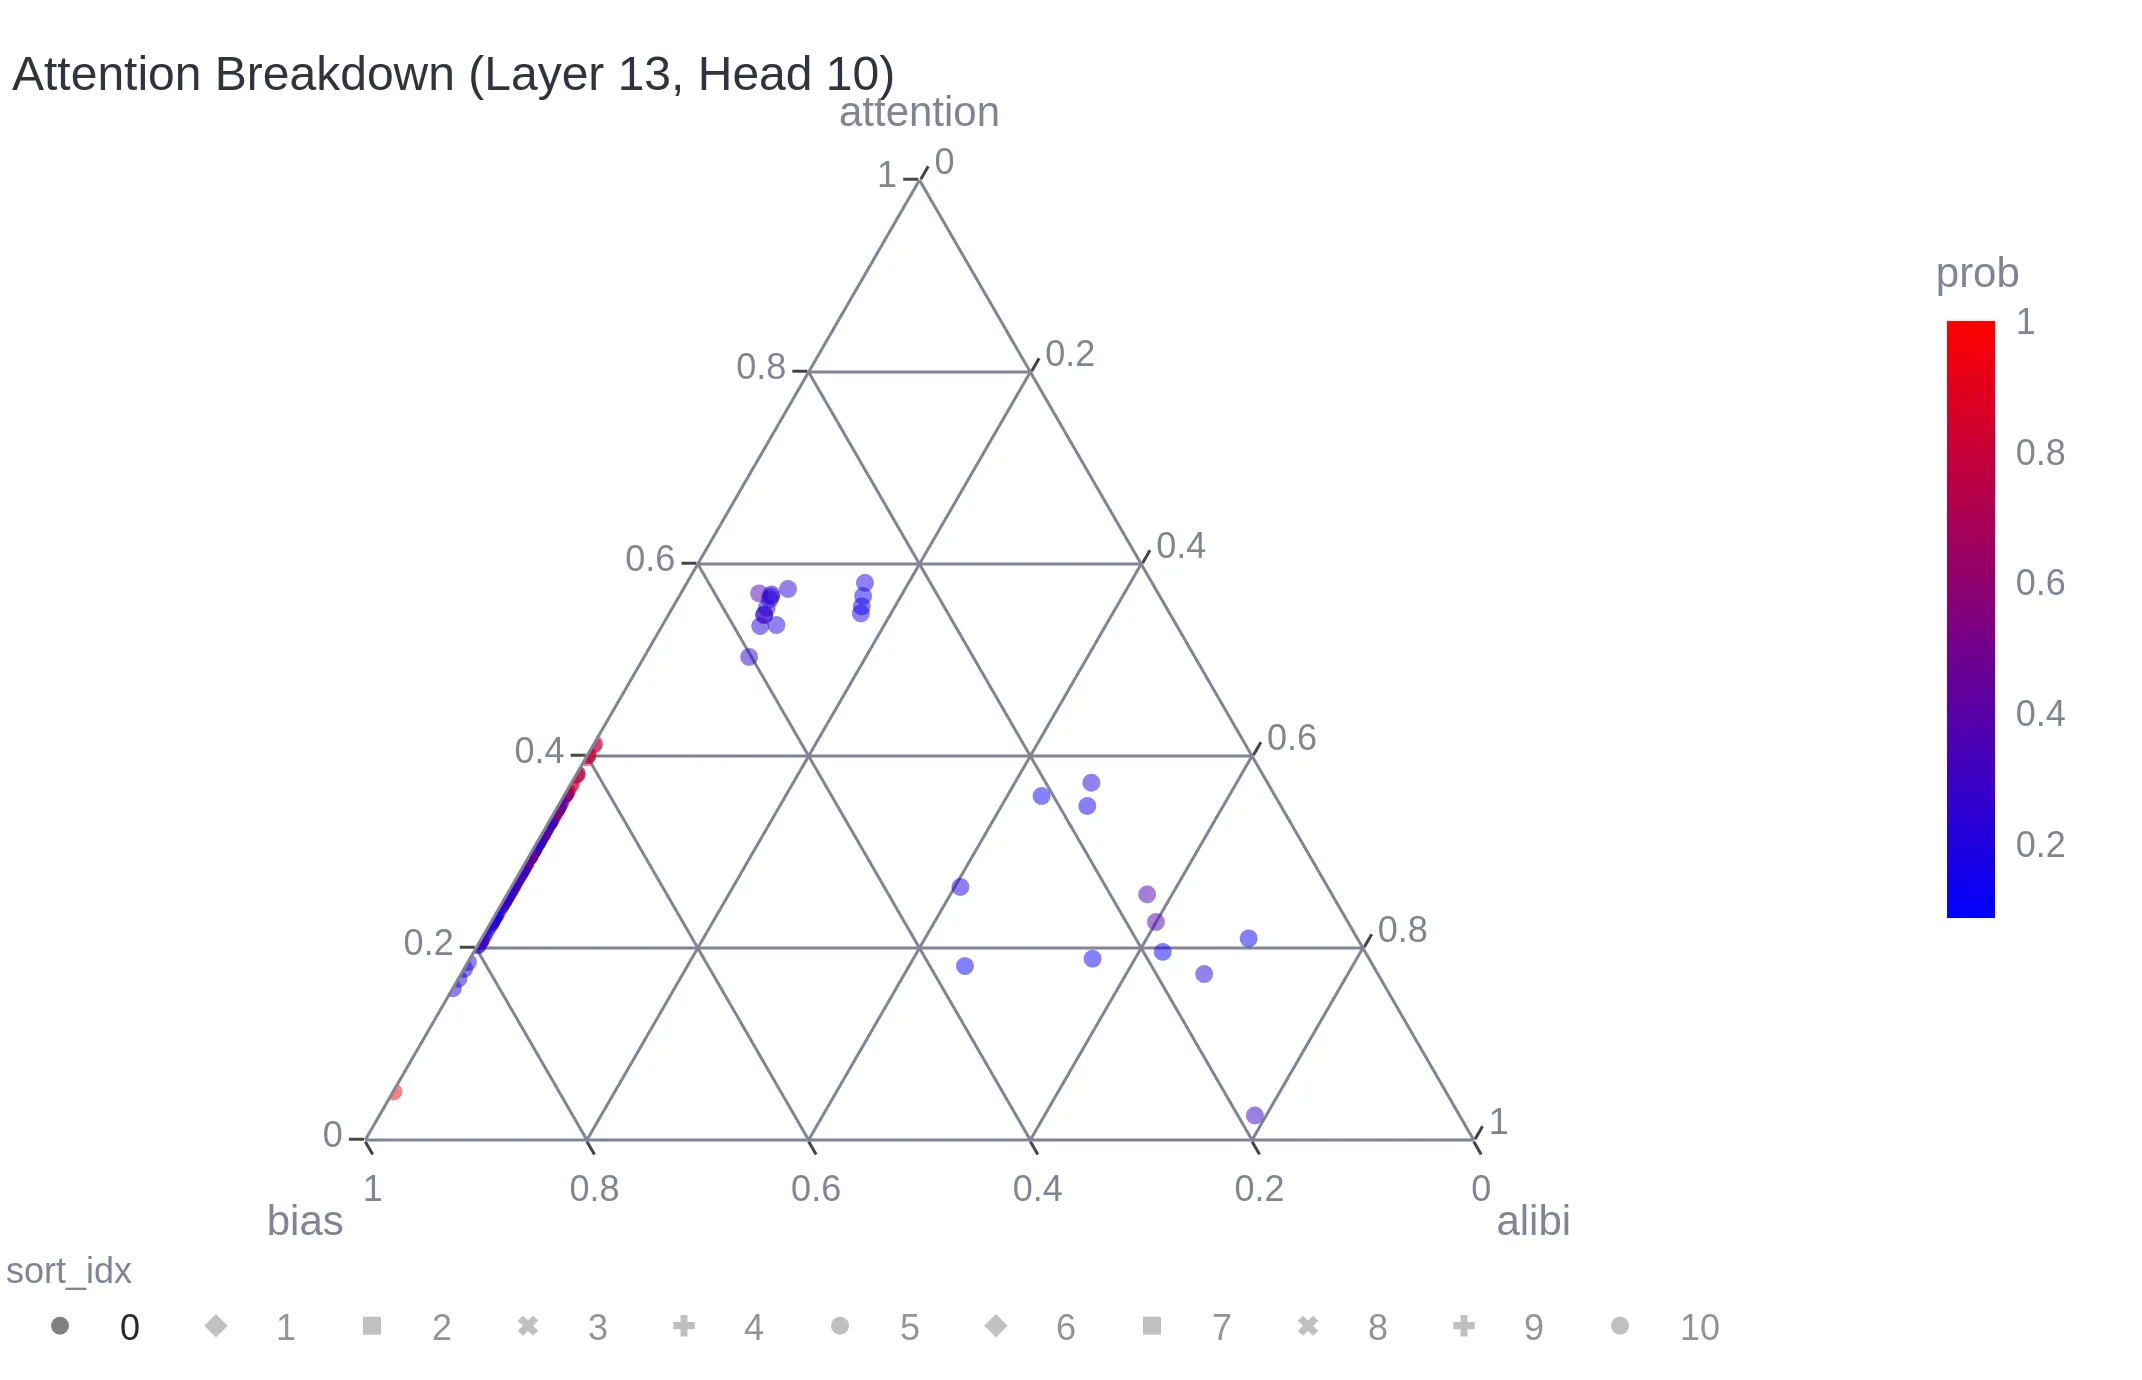 Attention Breakdown (Layer 13, Head 10)
attention
1 0
0.8 0.2
0.6 0.4
0.4 0.6
0.2 0.8
0 1
1 0.8 0.6 0.4 0.2 0
bias alibi
prob
1
0.8
0.6
0.4
0.2
sort_idx
0 1 2 3 4 5 6 7 8 9 10